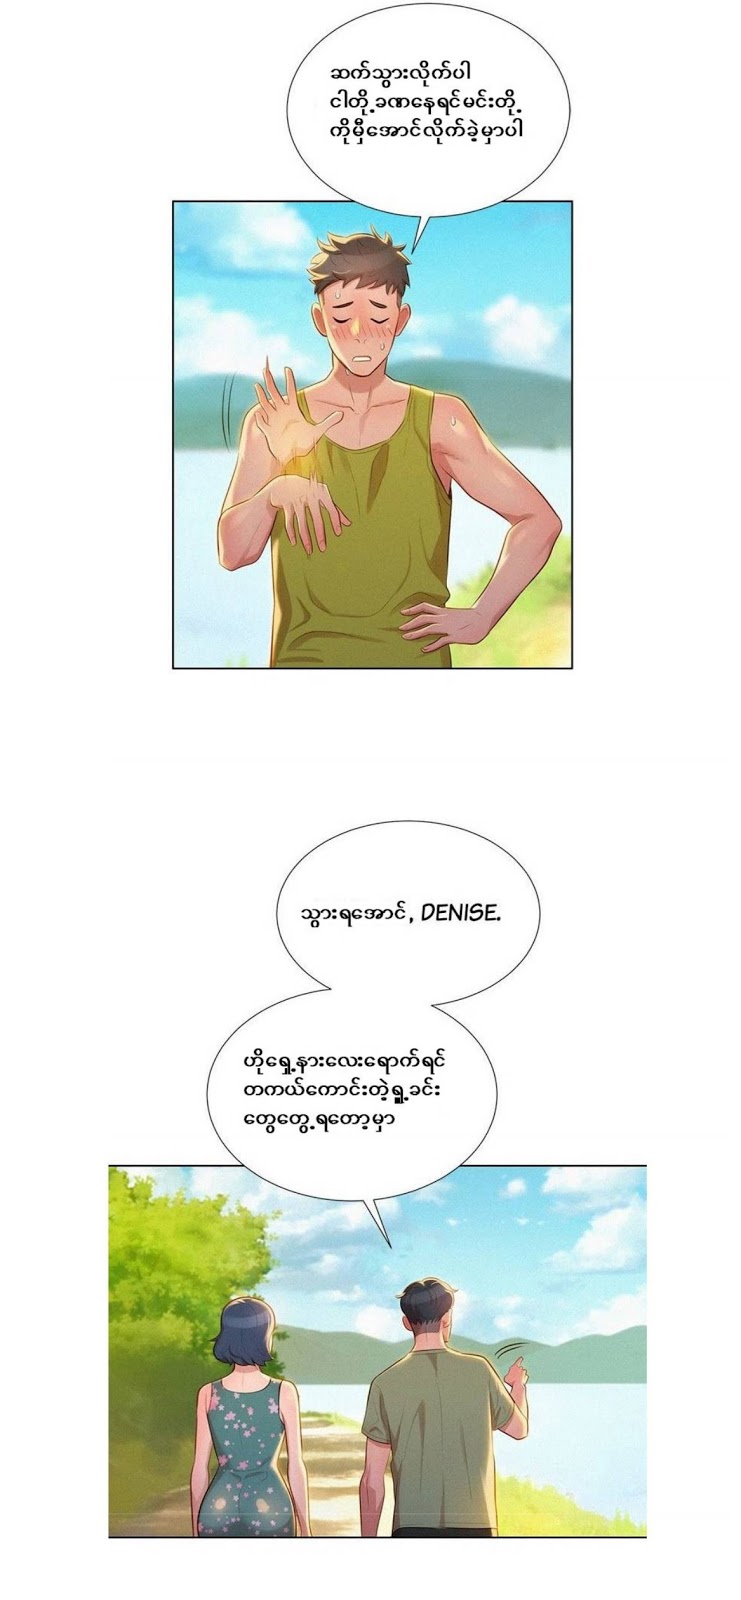 ဆက်သွားလိုက်ပါ
ငါတို့ခဏနေရင်မင်းတို့
ကိုမှီအောင်လိုက်ခဲ့မှာပါ
သွားရအောင်, DENISE.
ဟိုရှေ့နားလေးရောက်ရင်
တကယ်ကောင်းတဲ့ရှု့ခင်း
တွေတွေ့ရတော့မှာ